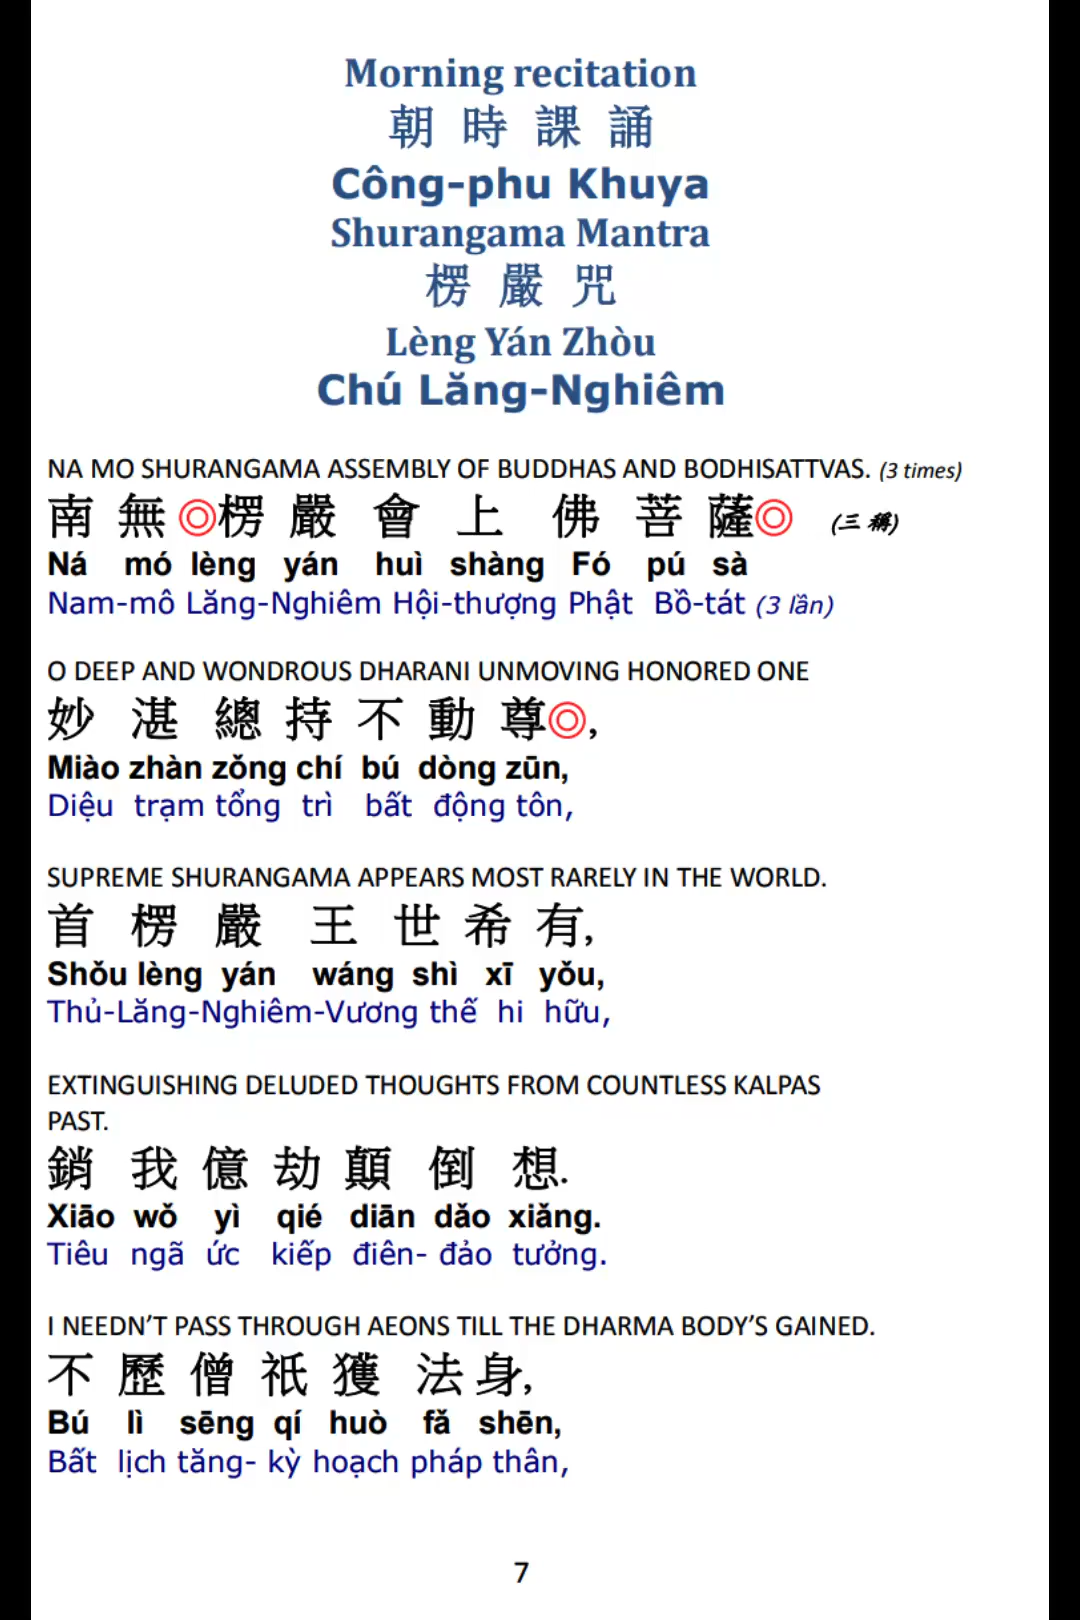 Morning recitation
朝 時 課 誦
Công-phu Khuya
Shurangama Mantra
楞 嚴 咒
Lèng Yán Zhòu
Chú Lăng-Nghiêm
NA MO SHURANGAMA ASSEMBLY OF BUDDHAS AND BODHISATTVAS. (3 times)
南 無 ◎楞 嚴 會 上 佛 菩 薩◎ (三 稱)
Ná mó lèng yán huì shàng Fó pú sà
Nam-mô Lăng-Nghiêm Hội-thượng Phật Bồ-tát (3 lần)
O DEEP AND WONDROUS DHARANI UNMOVING HONORED ONE
妙 湛 總 持 不 動 尊◎,
Miào zhàn zǒng chí bú dòng zūn,
Diệu trạm tổng trì bất động tôn,
SUPREME SHURANGAMA APPEARS MOST RARELY IN THE WORLD.
首 楞 嚴 王 世 希 有,
Shǒu lèng yán wáng shì xī yǒu,
Thủ-Lăng-Nghiêm-Vương thế hi hữu,
EXTINGUISHING DELUDED THOUGHTS FROM COUNTLESS KALPAS
PAST.
銷 我 億 劫 顛 倒 想.
Xiāo wǒ yì qié diān dǎo xiǎng.
Tiêu ngã ức kiếp điên- đảo tưởng.
I NEEDN’T PASS THROUGH AEONS TILL THE DHARMA BODY’S GAINED.
不 歷 僧 祇 獲 法 身,
Bú lì sēng qí huò fǎ shēn,
Bất lịch tăng- kỳ hoạch pháp thân,
7